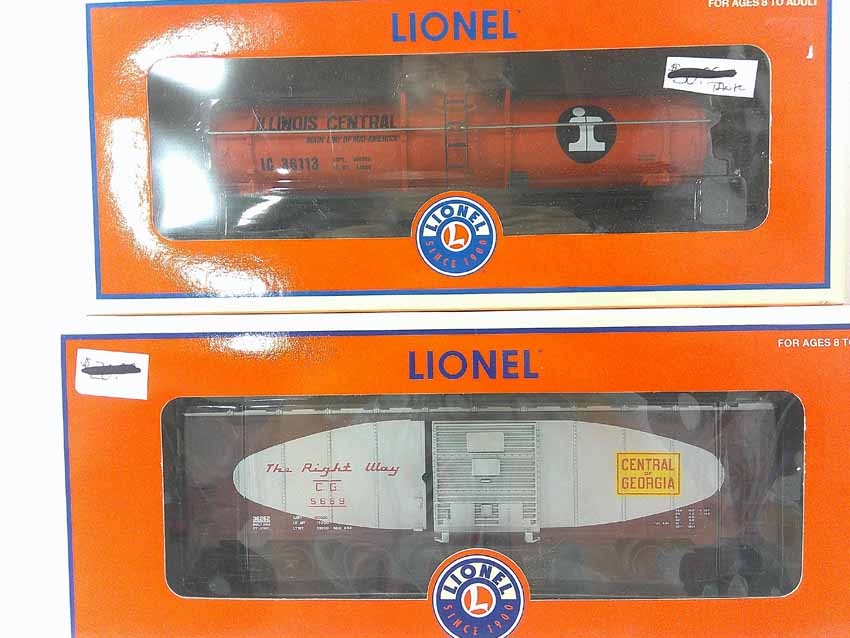 FOR AGES 8 TO ADULT
LIONEL
TANK
ILLINOIS CENTRAL
MAIN LINE OF MID-AMERICA
IC 36113
LIONEL
L
SINCE 1900
FOR AGES 8 TO
LIONEL
The Right Way
CG
5669
CENTRAL
OF
GEORGIA
LIONEL
L
SINCE 1900